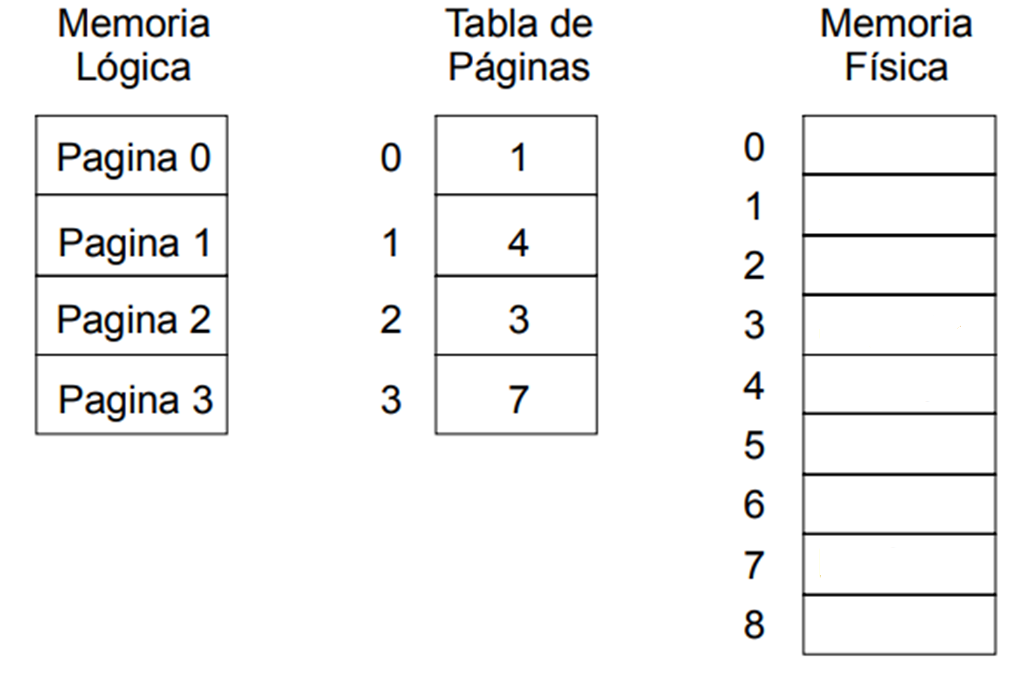 Memoria
Lógica
Tabla de
Páginas
Memoria
Física
Pagina 0
Pagina 1
Pagina 2
Pagina 3
0 1
1 4
2 3
3 7
0
1
2
3
4
5
6
7
8